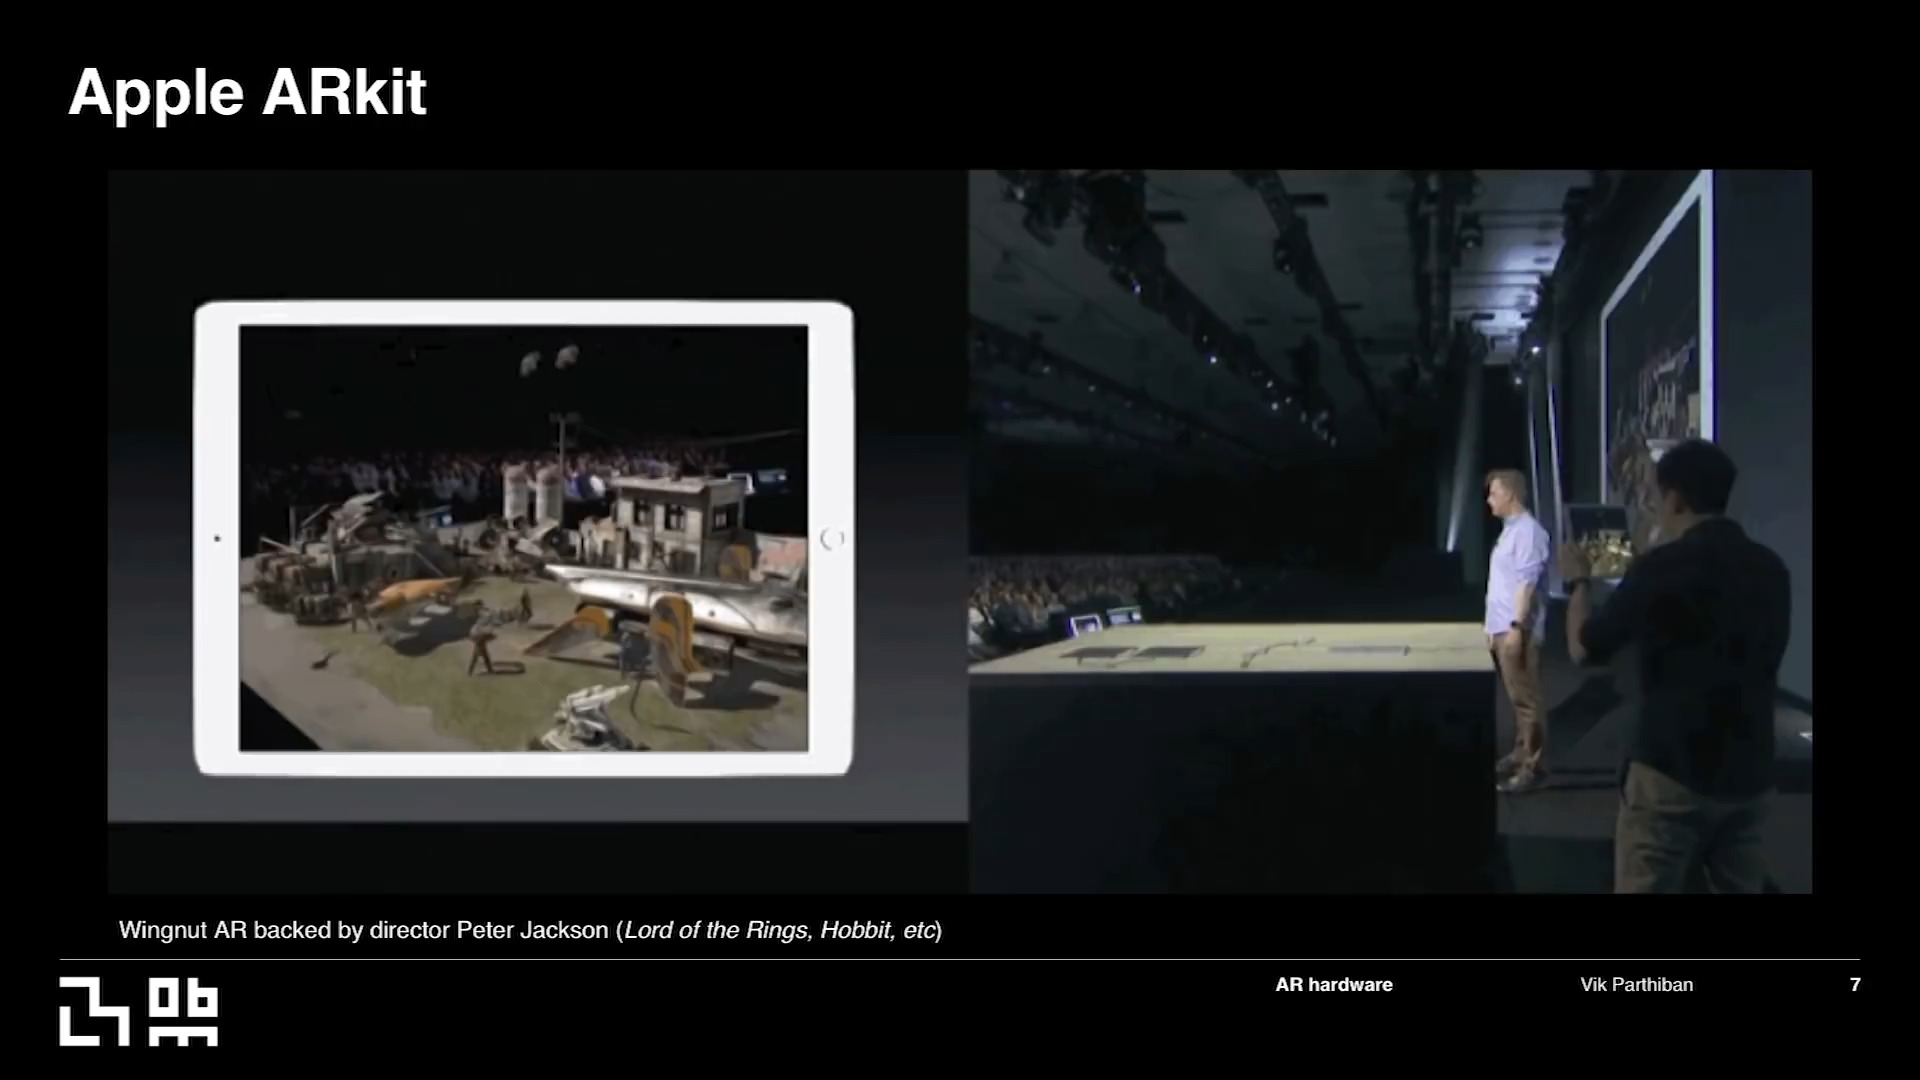 Apple ARkit
Wingnut AR backed by director Peter Jackson (Lord of the Rings, Hobbit, etc)
AR hardware
Vik Parthiban
7